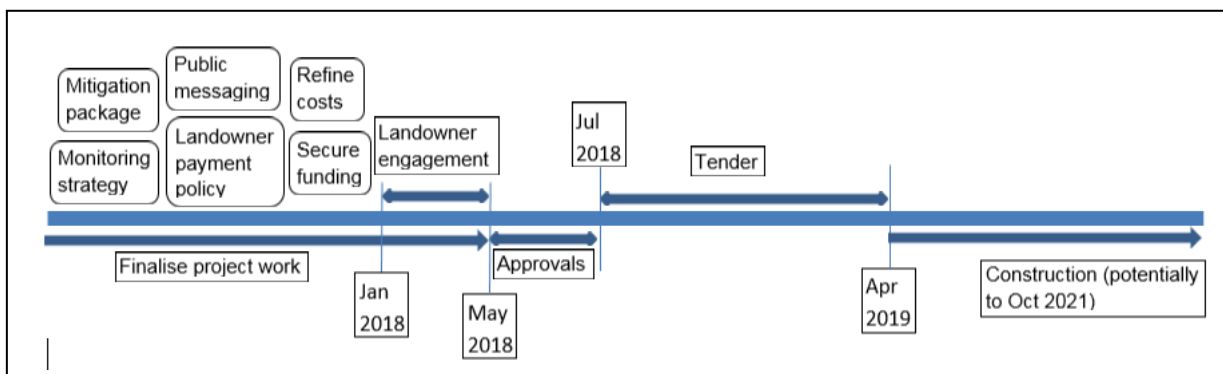 Mitigation
package
Public
messaging
Refine
costs
Monitoring
strategy
Landowner
payment
policy
Secure
funding
Landowner
engagement
Jul
2018
Tender
Finalise project work
Jan
2018
May
2018
Approvals
Apr
2019
Construction (potentially
to Oct 2021)